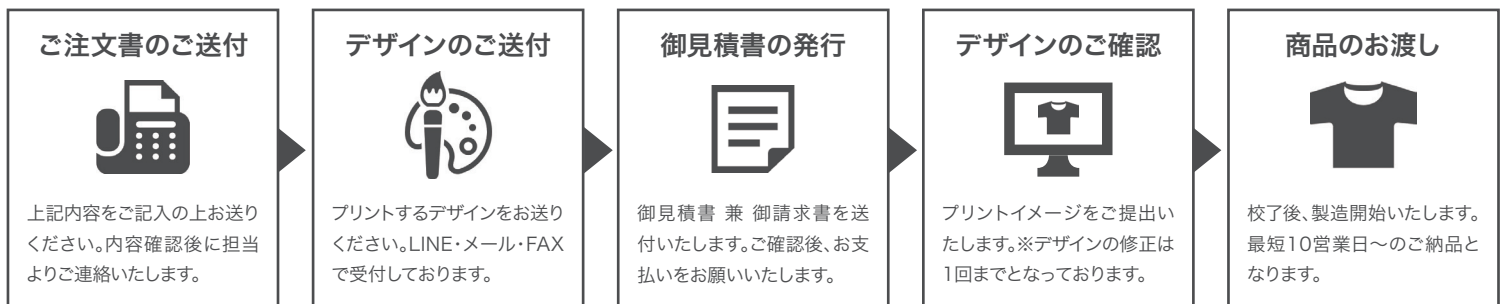 ご注文書のご送付
上記内容をご記入の上お送り
ください。内容確認後に担当
よりご連絡いたします。
デザインのご送付
プリントするデザインをお送り
ください。LINE・メール・FAX
で受付しております。
御見積書の発行
御見積書 兼 御請求書を送
付いたします。ご確認後、お支
払いをお願いいたします。
デザインのご確認
プリントイメージをご提出い
たします。※デザインの修正は
1回までとなっております。
商品のお渡し
校了後、製造開始いたします。
最短10営業日〜のご納品と
なります。